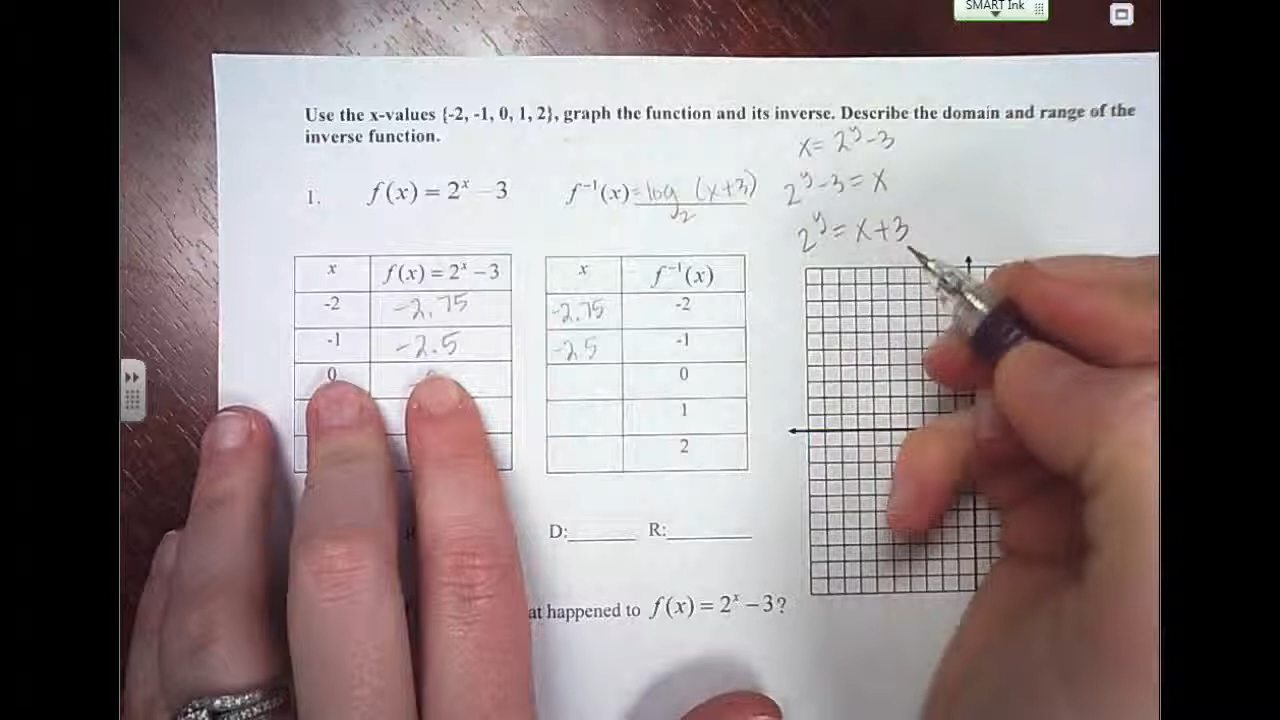 SMART Ink
Use the x-values {-2, -1, 0, 1, 2}, graph the function and its inverse. Describe the domain and range of the
inverse function.
x = 2^y - 3
1. f(x) = 2^x - 3 f^-1(x) = log_2 (x+3)
2^y - 3 = x
2^y = x + 3
x f(x) = 2^x - 3
-2 -2.75
-1 -2.5
0
x f^-1(x)
-2.75 -2
-2.5 -1
0
1
2
D:______ R:________
at happened to f(x) = 2^x - 3?